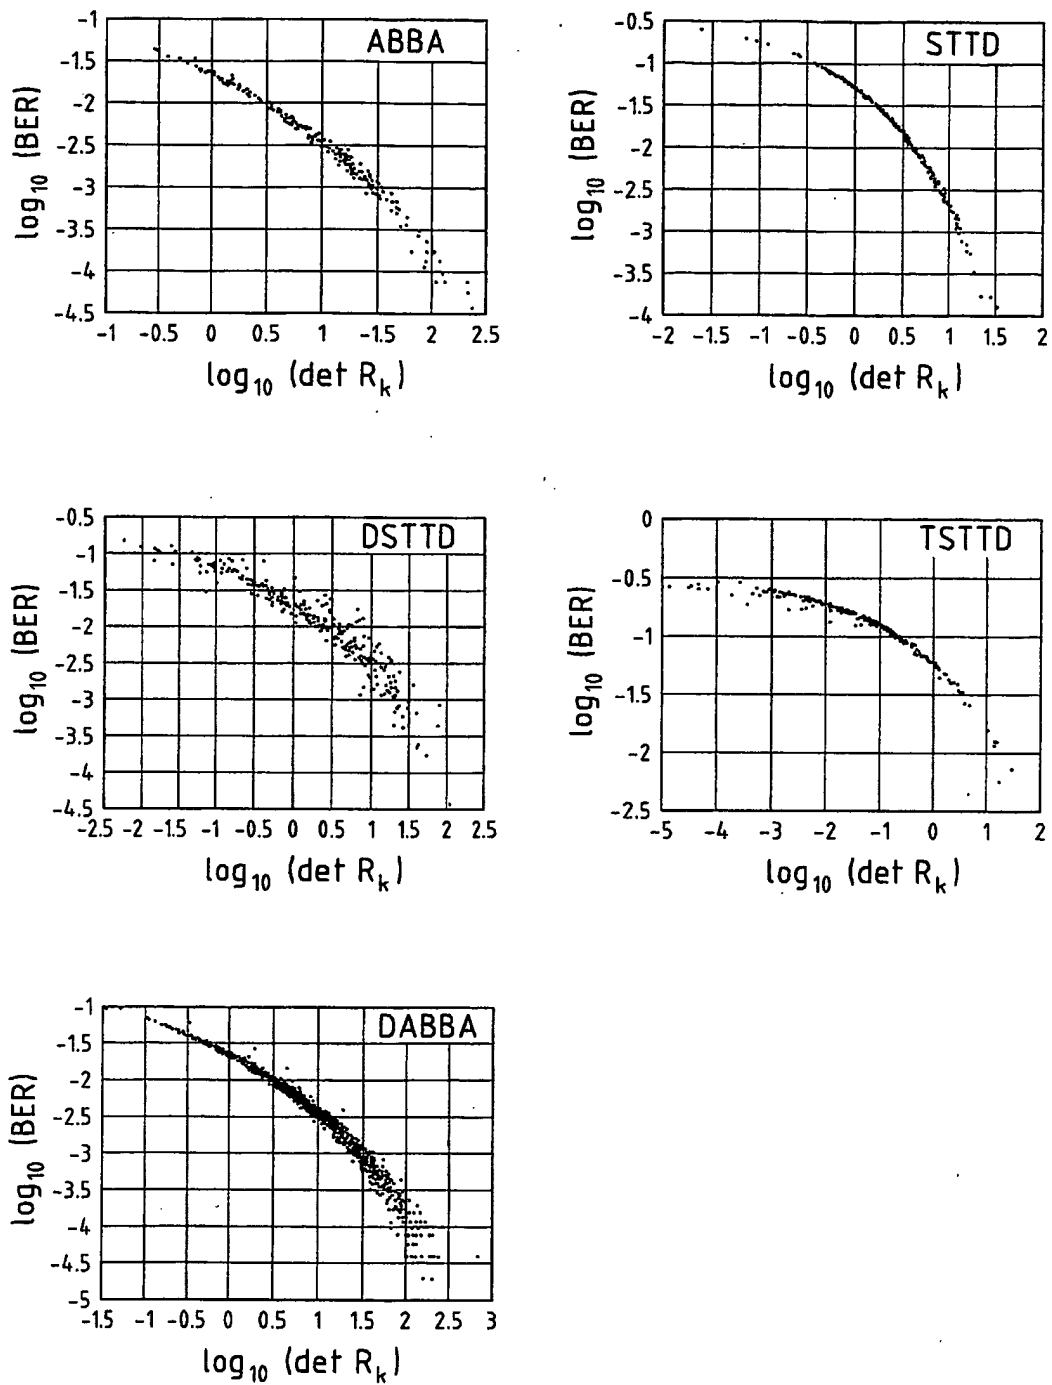 ABBA
log10 (BER)
-1
-1.5
-2
-2.5
-3
-3.5
-4
-4.5
-1 -0.5 0 0.5 1 -1.5 2 2.5
log10 (det Rk)
STTD
log10 (BER)
-0.5
-1
-1.5
-2
-2.5
-3
-3.5
-4
-2 -1.5 -1 -0.5 0 0.5 1 1.5 2
log10 (det Rk)
DSTTD
log10 (BER)
-0.5
-1
-1.5
-2
-2.5
-3
-3.5
-4
-4.5
-2.5 -2 -1.5 -1 -0.5 0 0.5 1 1.5 2 2.5
log10 (det Rk)
TSTTD
log10 (BER)
0
-0.5
-1
-1.5
-2
-2.5
-5 -4 -3 -2 -1 0 1 2
log10 (det Rk)
DABBA
log10 (BER)
-1
-1.5
-2
-2.5
-3
-3.5
-4
-4.5
-5
-1.5 -1 -0.5 0 0.5 1 1.5 2 2.5 3
log10 (det Rk)